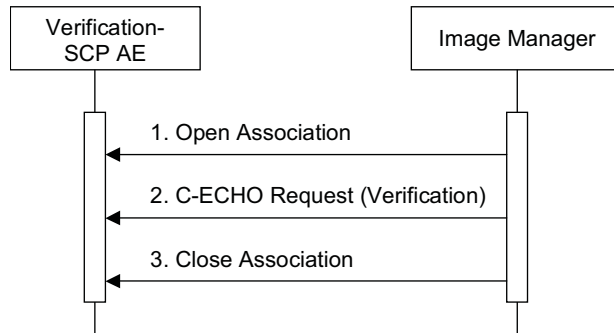 Verification-
SCP AE
Image Manager
1. Open Association
2. C-ECHO Request (Verification)
3. Close Association